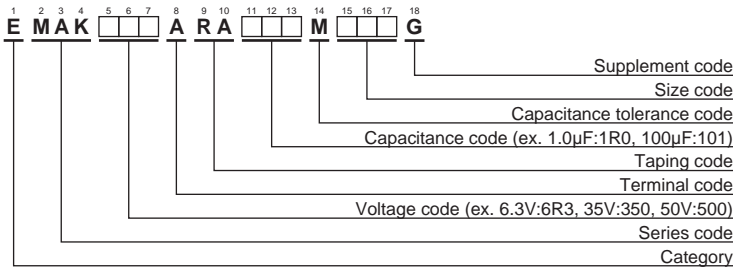 1 2 3 4 5 6 7 8 9 10 11 12 13 14 15 16 17 18
E M A K □□□ A R A □□□ M □□□ G
Supplement code
Size code
Capacitance tolerance code
Capacitance code (ex. 1.0μF:1R0, 100μF:101)
Taping code
Terminal code
Voltage code (ex. 6.3V:6R3, 35V:350, 50V:500)
Series code
Category